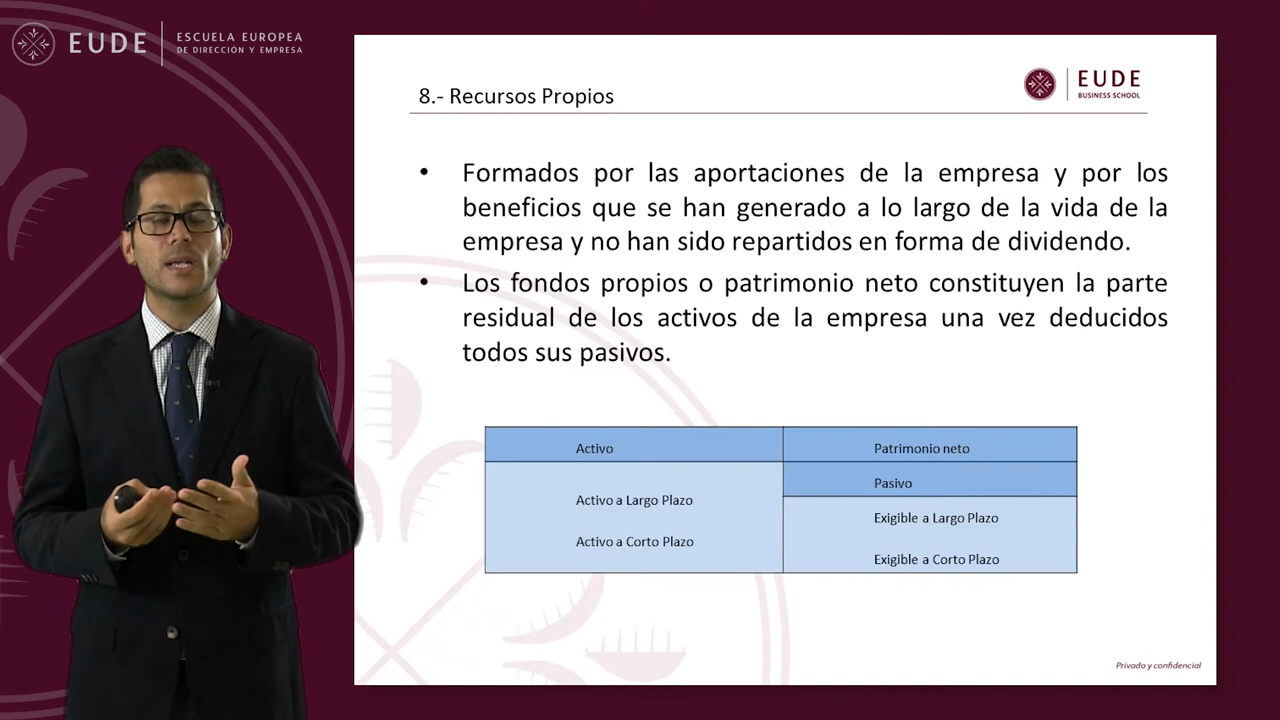 EUDE
ESCUELA EUROPEA
DE DIRECCIÓN Y EMPRESA
8.- Recursos Propios
EUDE
BUSINESS SCHOOL
• Formados por las aportaciones de la empresa y por los
beneficios que se han generado a lo largo de la vida de la
empresa y no han sido repartidos en forma de dividendo.
• Los fondos propios o patrimonio neto constituyen la parte
residual de los activos de la empresa una vez deducidos
todos sus pasivos.
Activo
Patrimonio neto
Pasivo
Activo a Largo Plazo
Exigible a Largo Plazo
Activo a Corto Plazo
Exigible a Corto Plazo
Privado y confidencial